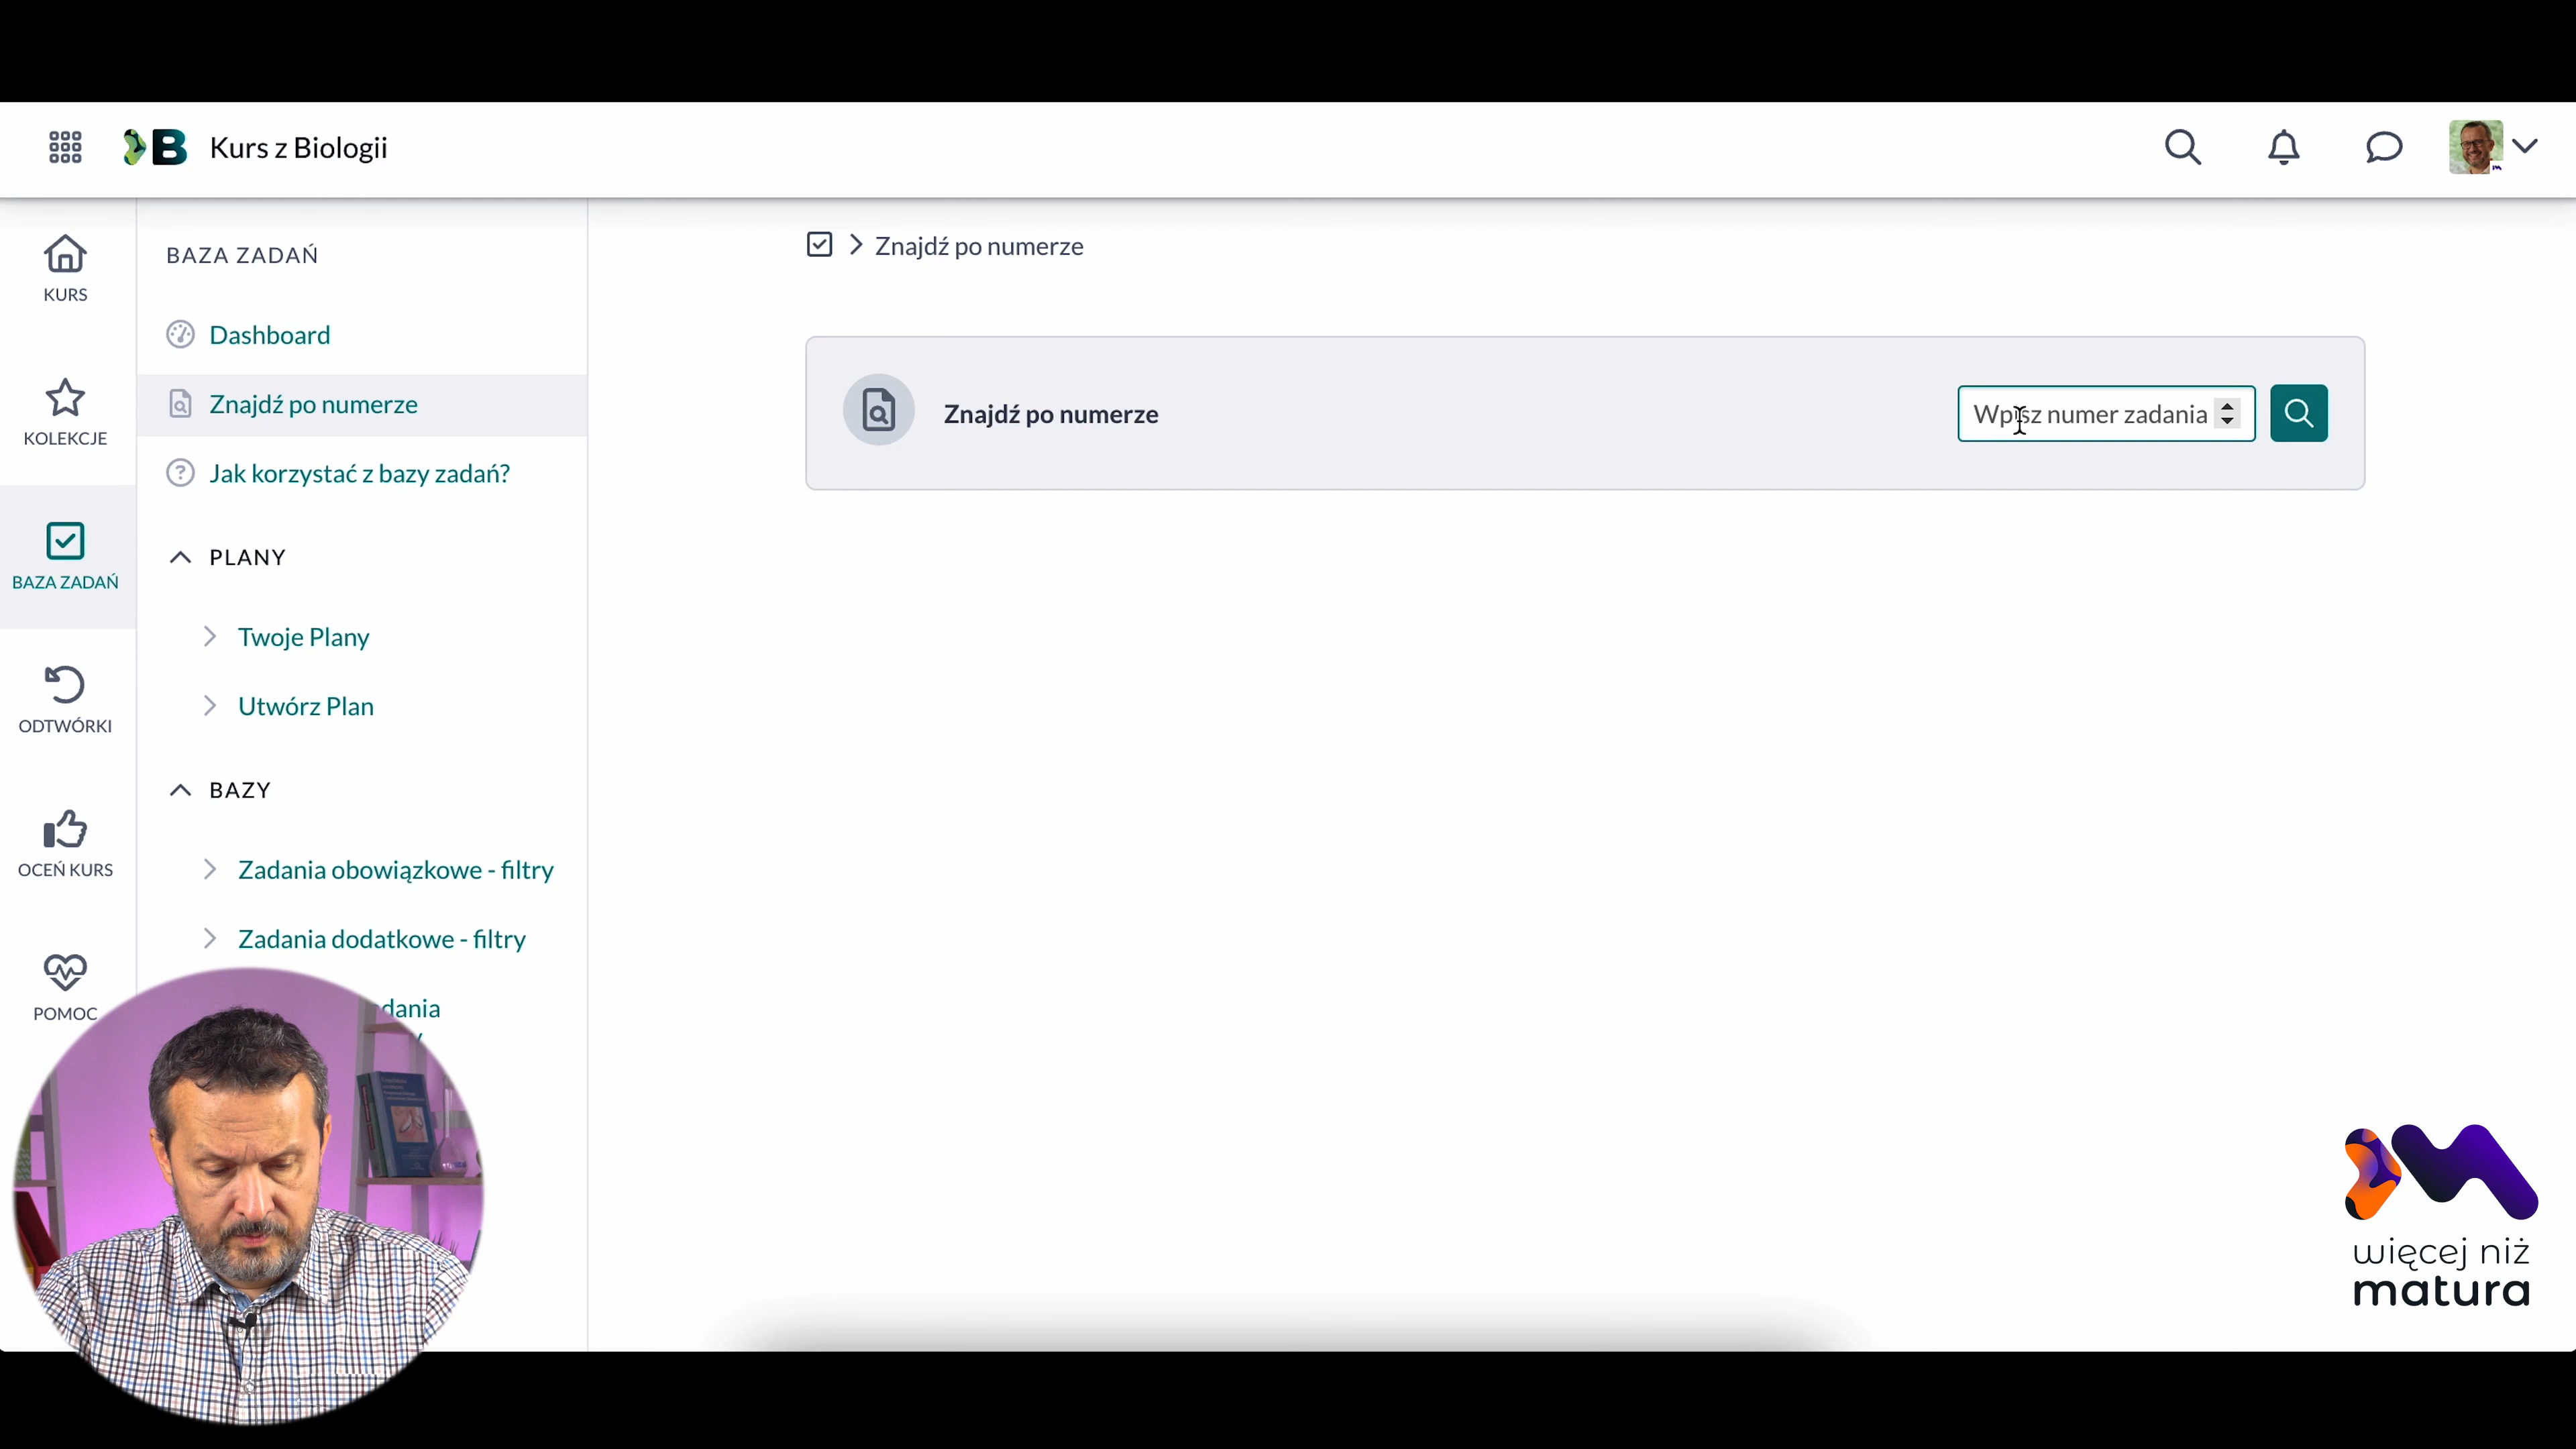 B Kurs z Biologii
KURS
KOLEKCJE
BAZA ZADAŃ
ODTWÓRKI
OCEŃ KURS
POMOC
BAZA ZADAŃ
Dashboard
Znajdź po numerze
Jak korzystać z bazy zadań?
PLANY
Twoje Plany
Utwórz Plan
BAZY
Zadania obowiązkowe - filtry
Zadania dodatkowe - filtry
Znajdź po numerze
Znajdź po numerze
Wpisz numer zadania
więcej niż
matura